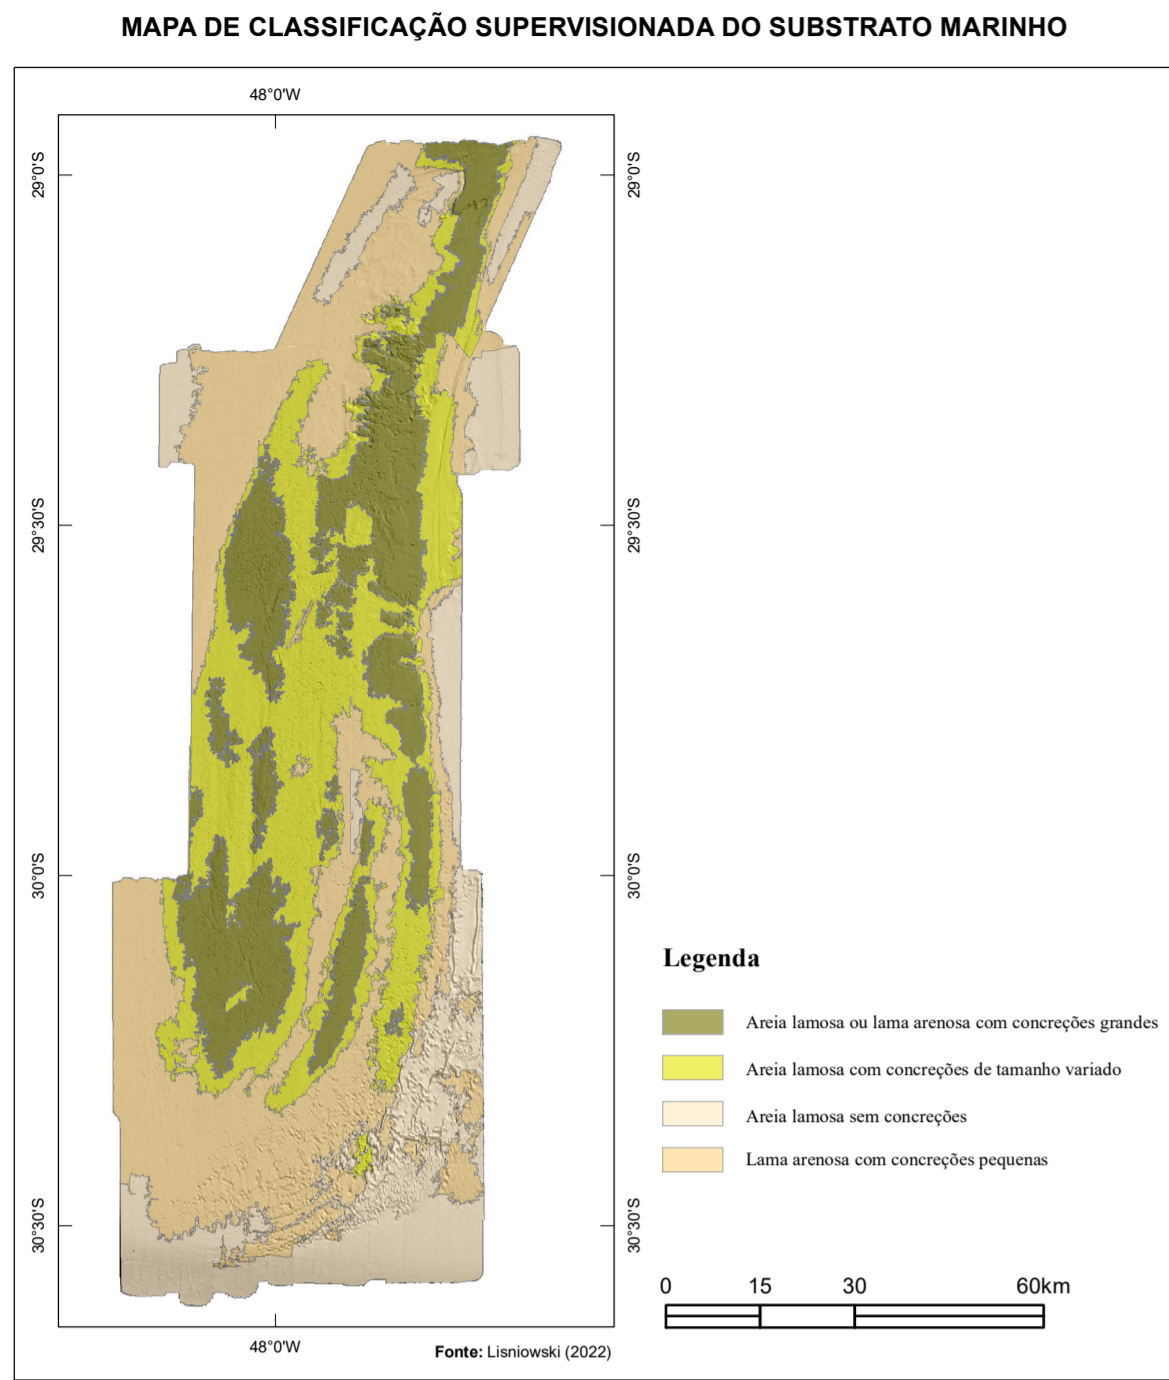 MAPA DE CLASSIFICAÇÃO SUPERVISIONADA DO SUBSTRATO MARINHO
48°0'W
29°0'S
29°0'S
29°30'S
29°30'S
30°0'S
30°0'S
Legenda
Areia lamosa ou lama arenosa com concreções grandes
Areia lamosa com concreções de tamanho variado
Areia lamosa sem concreções
Lama arenosa com concreções pequenas
30°30'S
30°30'S
0 15 30 60km
48°0'W
Fonte: Lisniowski (2022)